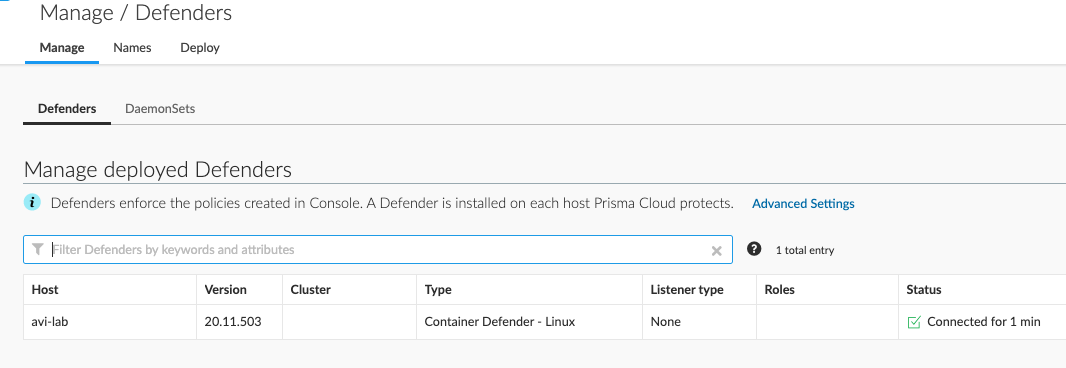 Manage / Defenders
Manage Names Deploy
Defenders DaemonSets
Manage deployed Defenders
i Defenders enforce the policies created in Console. A Defender is installed on each host Prisma Cloud protects. Advanced Settings
Filter Defenders by keywords and attributes ? 1 total entry
Host Version Cluster Type Listener type Roles Status
avi-lab 20.11.503 Container Defender - Linux None Connected for 1 min